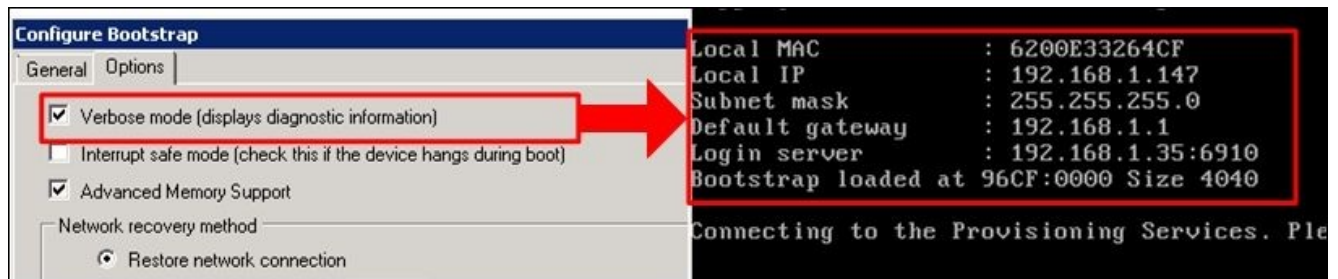 Configure Bootstrap
General Options
Verbose mode (displays diagnostic information)
Interrupt safe mode (check this if the device hangs during boot)
Advanced Memory Support
Network recovery method
Restore network connection
Local MAC : 6200E33264CF
Local IP : 192.168.1.147
Subnet mask : 255.255.255.0
Default gateway : 192.168.1.1
Login server : 192.168.1.35:6910
Bootstrap loaded at 96CF:0000 Size 4040
Connecting to the Provisioning Services. Ple